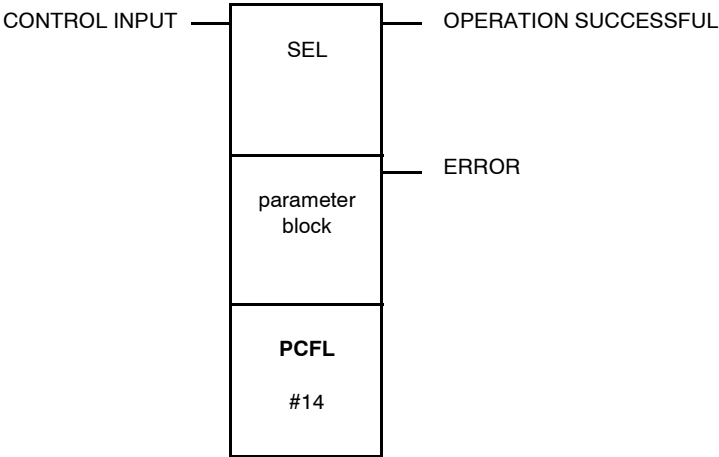 CONTROL INPUT
OPERATION SUCCESSFUL
SEL
ERROR
parameter
block
PCFL
#14